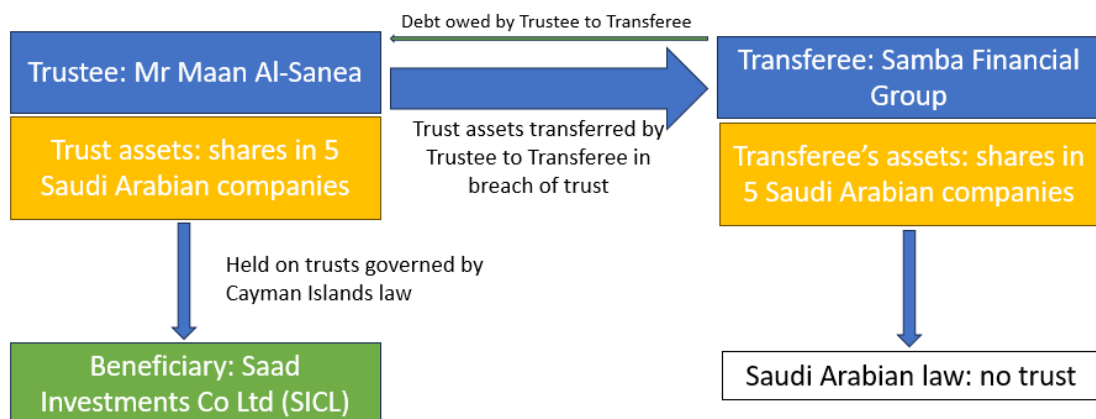 Debt owed by Trustee to Transferee
Trustee: Mr Maan Al-Sanea
Transferee: Samba Financial
Group
Trust assets transferred by
Trustee to Transferee in
breach of trust
Trust assets: shares in 5
Saudi Arabian companies
Transferee's assets: shares in
5 Saudi Arabian companies
Held on trusts governed by
Cayman Islands law
Beneficiary: Saad
Investments Co Ltd (SICL)
Saudi Arabian law: no trust